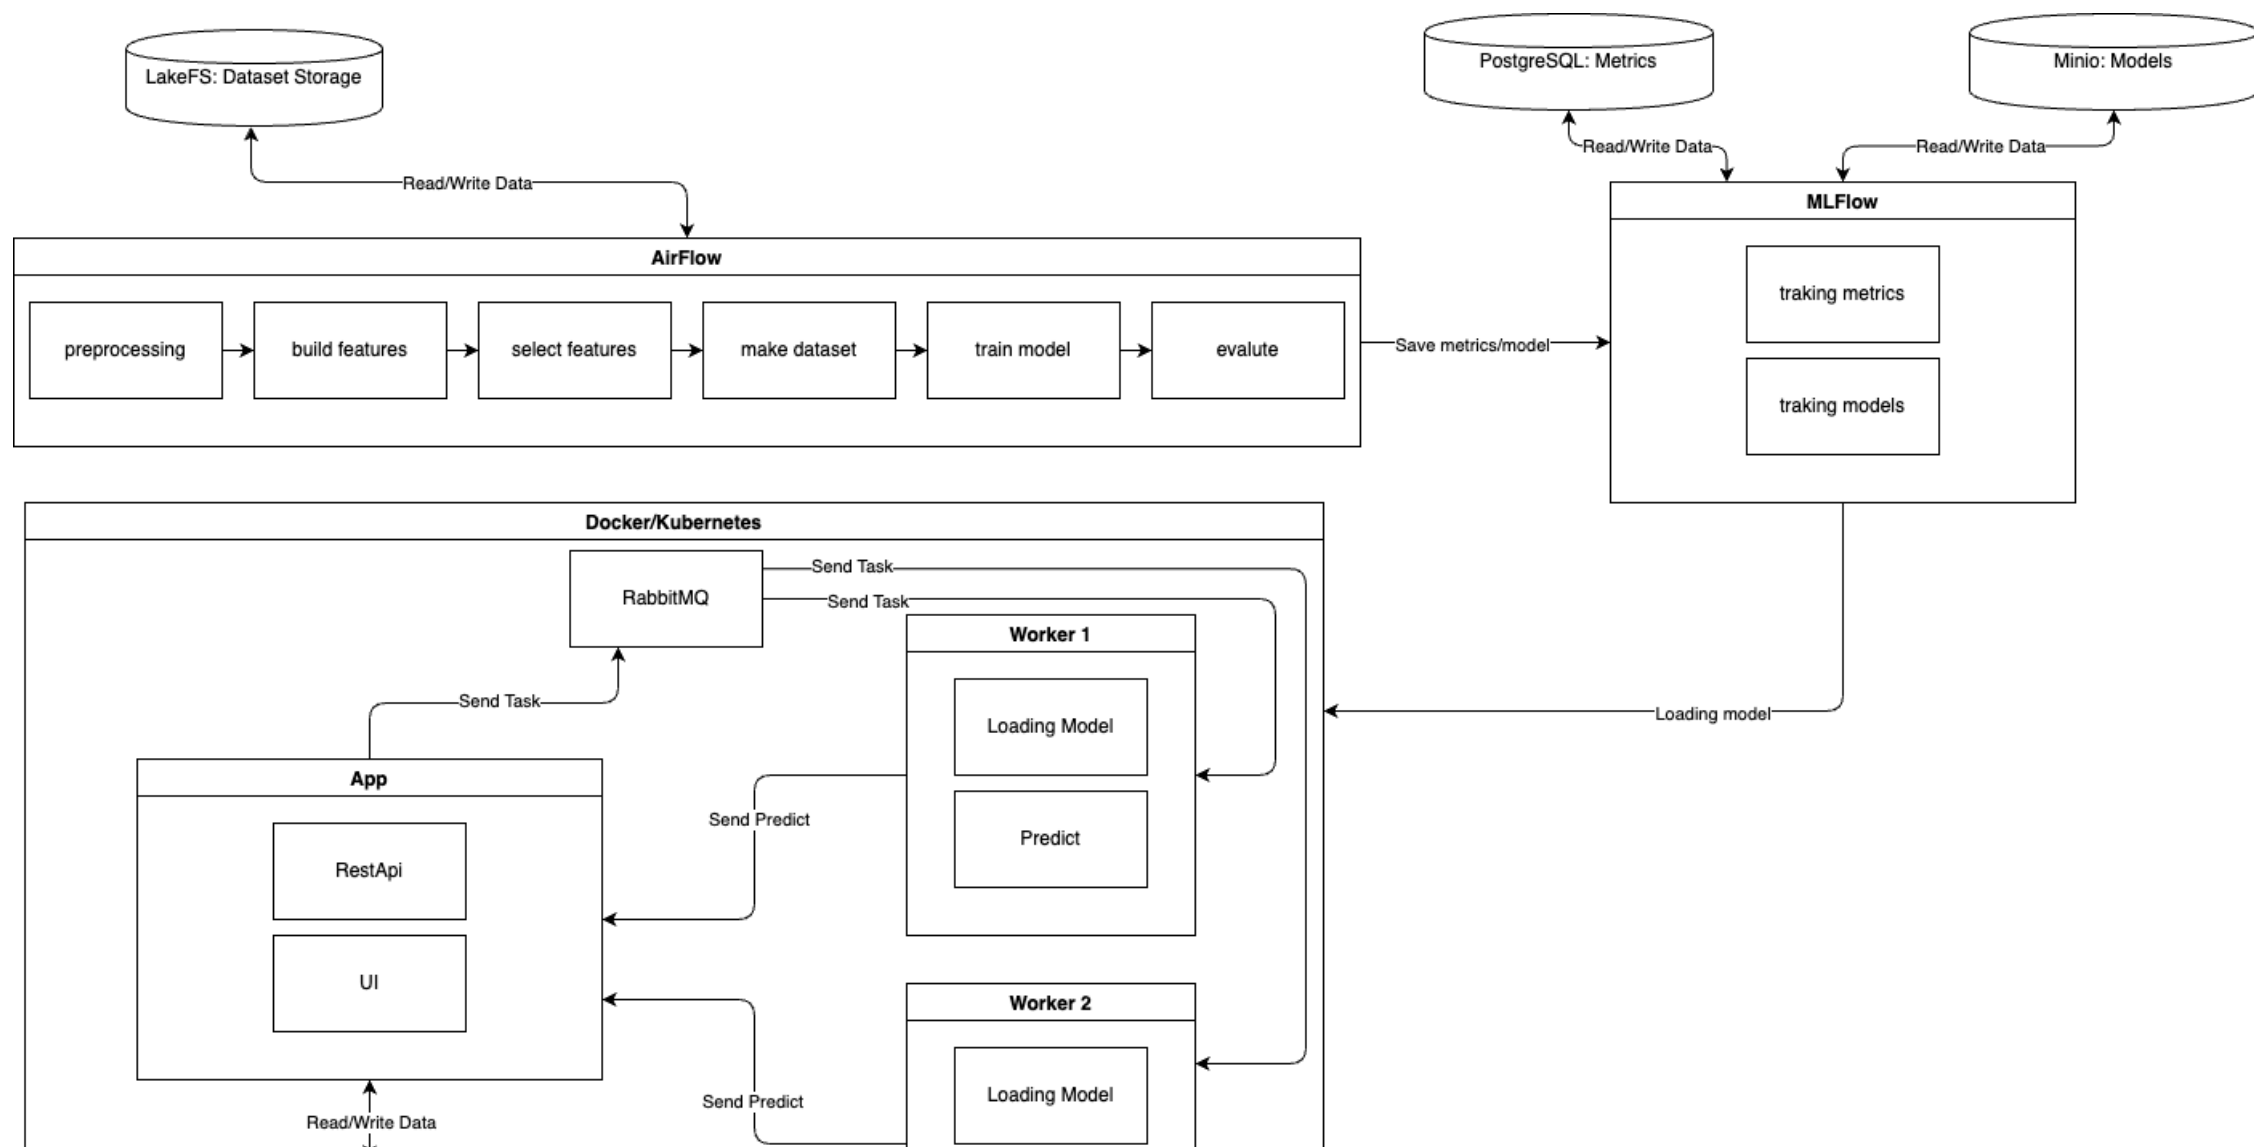 LakeFS: Dataset Storage
PostgreSQL: Metrics
Minio: Models
Read/Write Data
Read/Write Data
Read/Write Data
AirFlow
preprocessing
build features
select features
make dataset
train model
evalute
Save metrics/model
MLFlow
traking metrics
traking models
Loading model
Docker/Kubernetes
RabbitMQ
Send Task
Send Task
Send Task
Worker 1
Loading Model
Predict
App
RestApi
UI
Send Predict
Worker 2
Loading Model
Send Predict
Read/Write Data